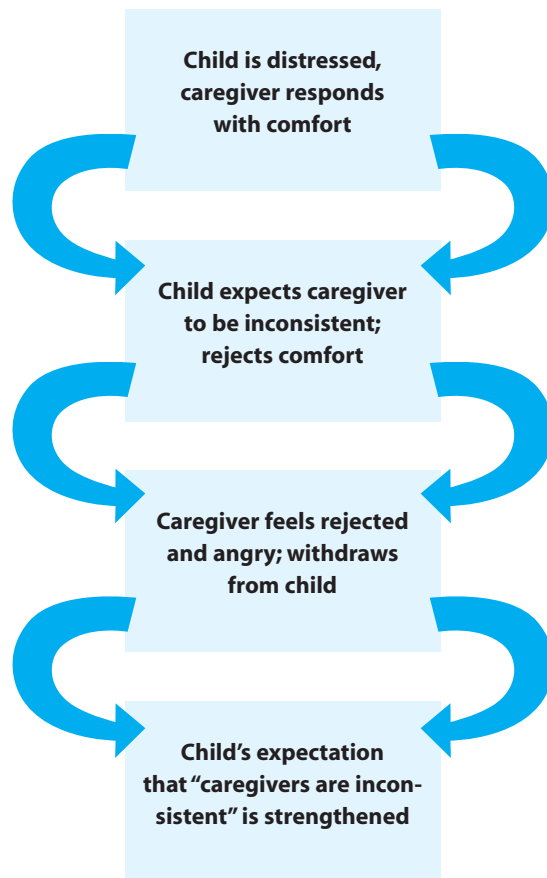 Child is distressed,
caregiver responds
with comfort
Child expects caregiver
to be inconsistent;
rejects comfort
Caregiver feels rejected
and angry; withdraws
from child
Child’s expectation
that “caregivers are incon-
sistent” is strengthened